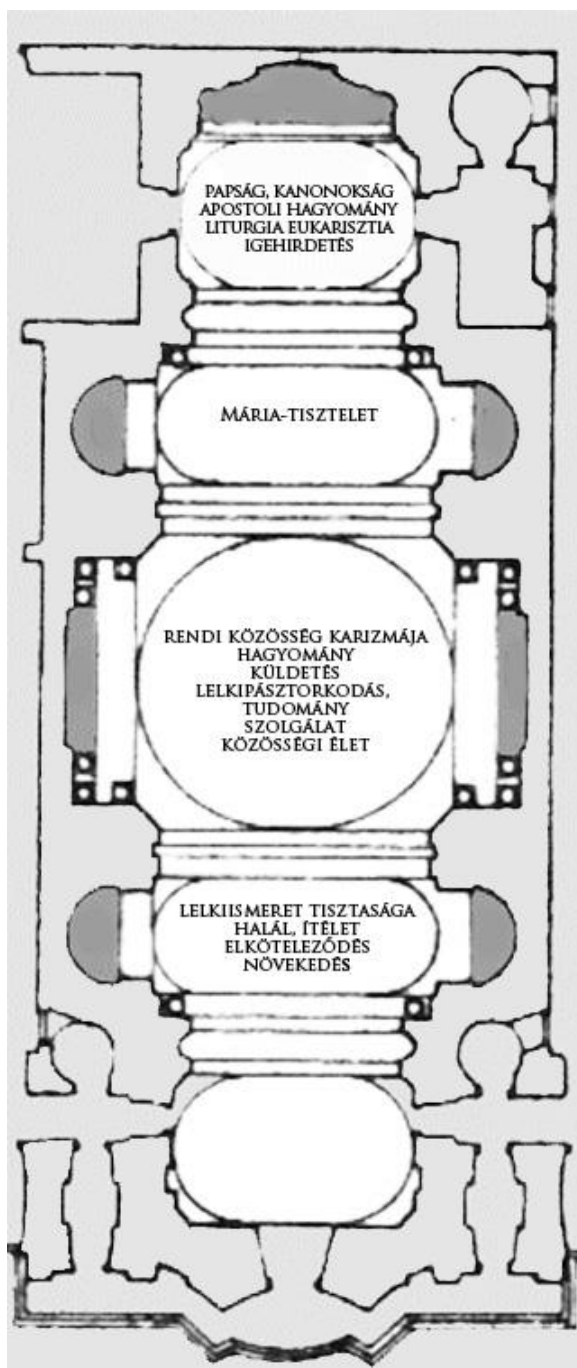 PAPSÁG, KANONOKSÁG
APOSTOLI HAGYOMÁNY
LITURGIA EUKARISZTIA
IGEHIRDETÉS
MÁRIA-TISZTELET
RENDI KÖZÖSSÉG KARIZMÁJA
HAGYOMÁNY
KÜLDETÉS
LELKIPÁSZTORKODÁS,
TUDOMÁNY
SZOLGÁLAT
KÖZÖSSÉGI ÉLET
LELKIISMERET TISZTASÁGA
HALÁL, ÍTÉLET
ELKÖTELEZŐDÉS
NÖVEKEDÉS